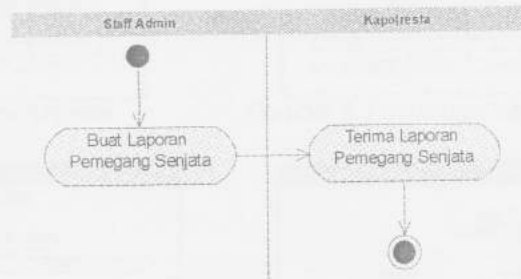 Staff Admin
Kapolresta
Buat Laporan
Pemegang Senjata
Terima Laporan
Pemegang Senjata